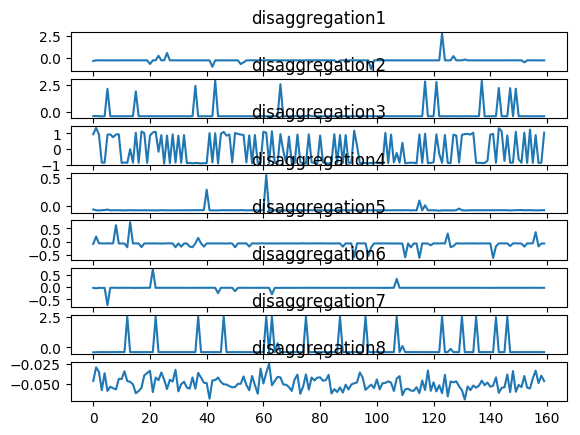 disaggregation1
2.5
0.0
disaggregation2
2.5
0.0
disaggregation3
1
0
−1
disaggregation4
0.5
0.0
disaggregation5
0.5
0.0
−0.5
disaggregation6
0.5
0.0
−0.5
disaggregation7
2.5
0.0
disaggregation8
−0.025
−0.050
0 20 40 60 80 100 120 140 160